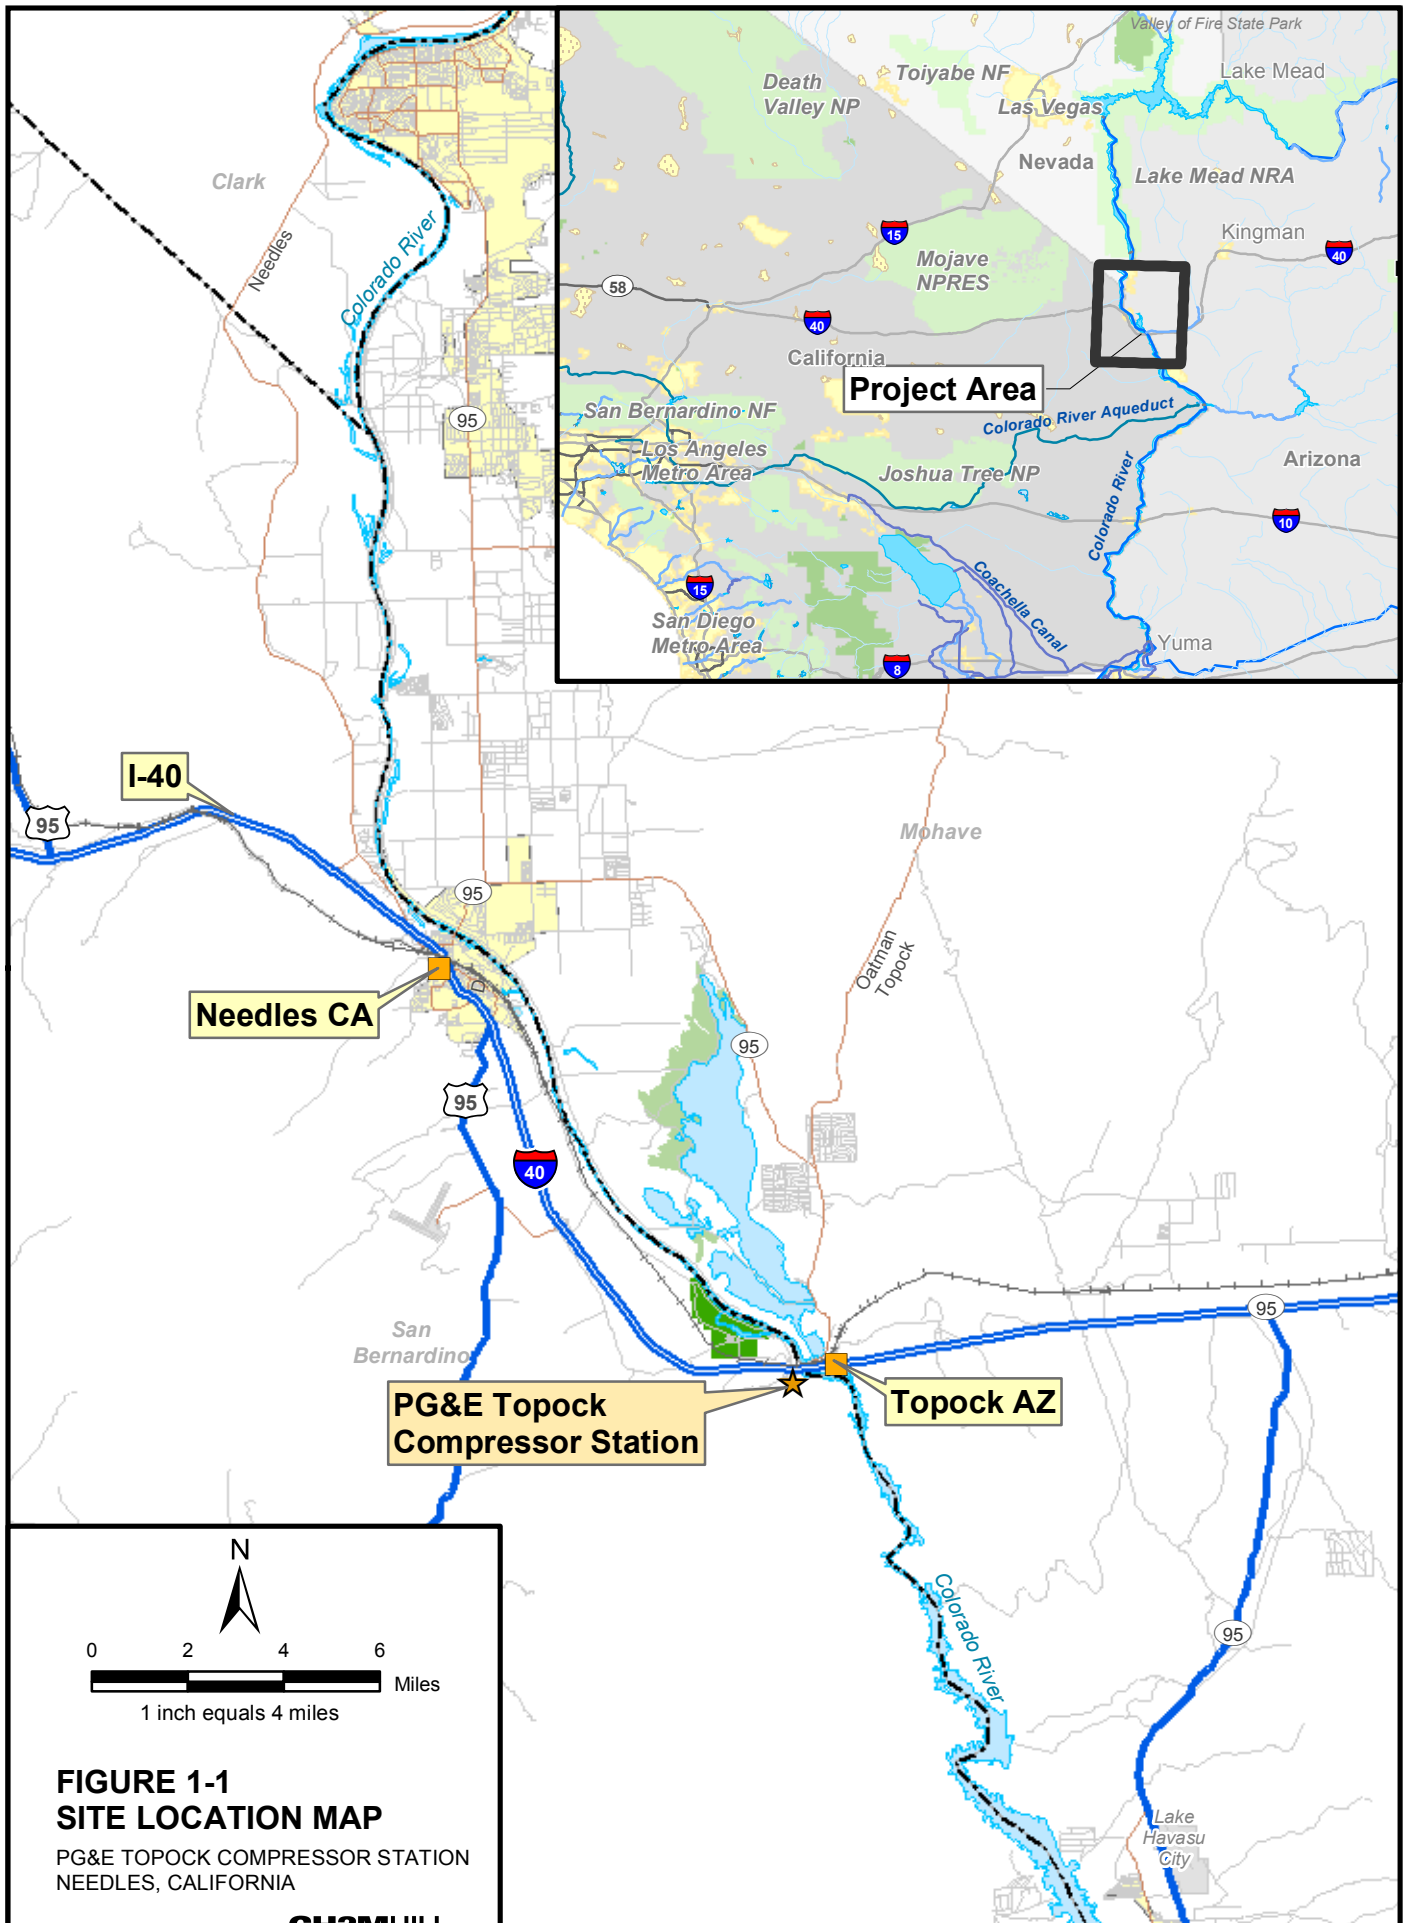 Valley of Fire State Park
Lake Mead
Toiyabe NF
Death
Valley NP
Las Vegas
Nevada
Lake Mead NRA
Kingman
15
40
Mojave
NPRES
58
40
California
Project Area
San Bernardino NF
Colorado River Aqueduct
Los Angeles
Metro Area
Joshua Tree NP
Arizona
Colorado River
10
15
Coachella Canal
San Diego
Metro Area
Yuma
8
Clark
Needles
Colorado River
95
I-40
95
Mohave
95
Oatman
Topock
Needles CA
95
95
40
San
Bernardino
95
PG&E Topock
Compressor Station
Topock AZ
Colorado River
95
Lake
Havasu
City
N
0 2 4 6
Miles
1 inch equals 4 miles
FIGURE 1-1
SITE LOCATION MAP
PG&E TOPOCK COMPRESSOR STATION
NEEDLES, CALIFORNIA
CH2MHILL